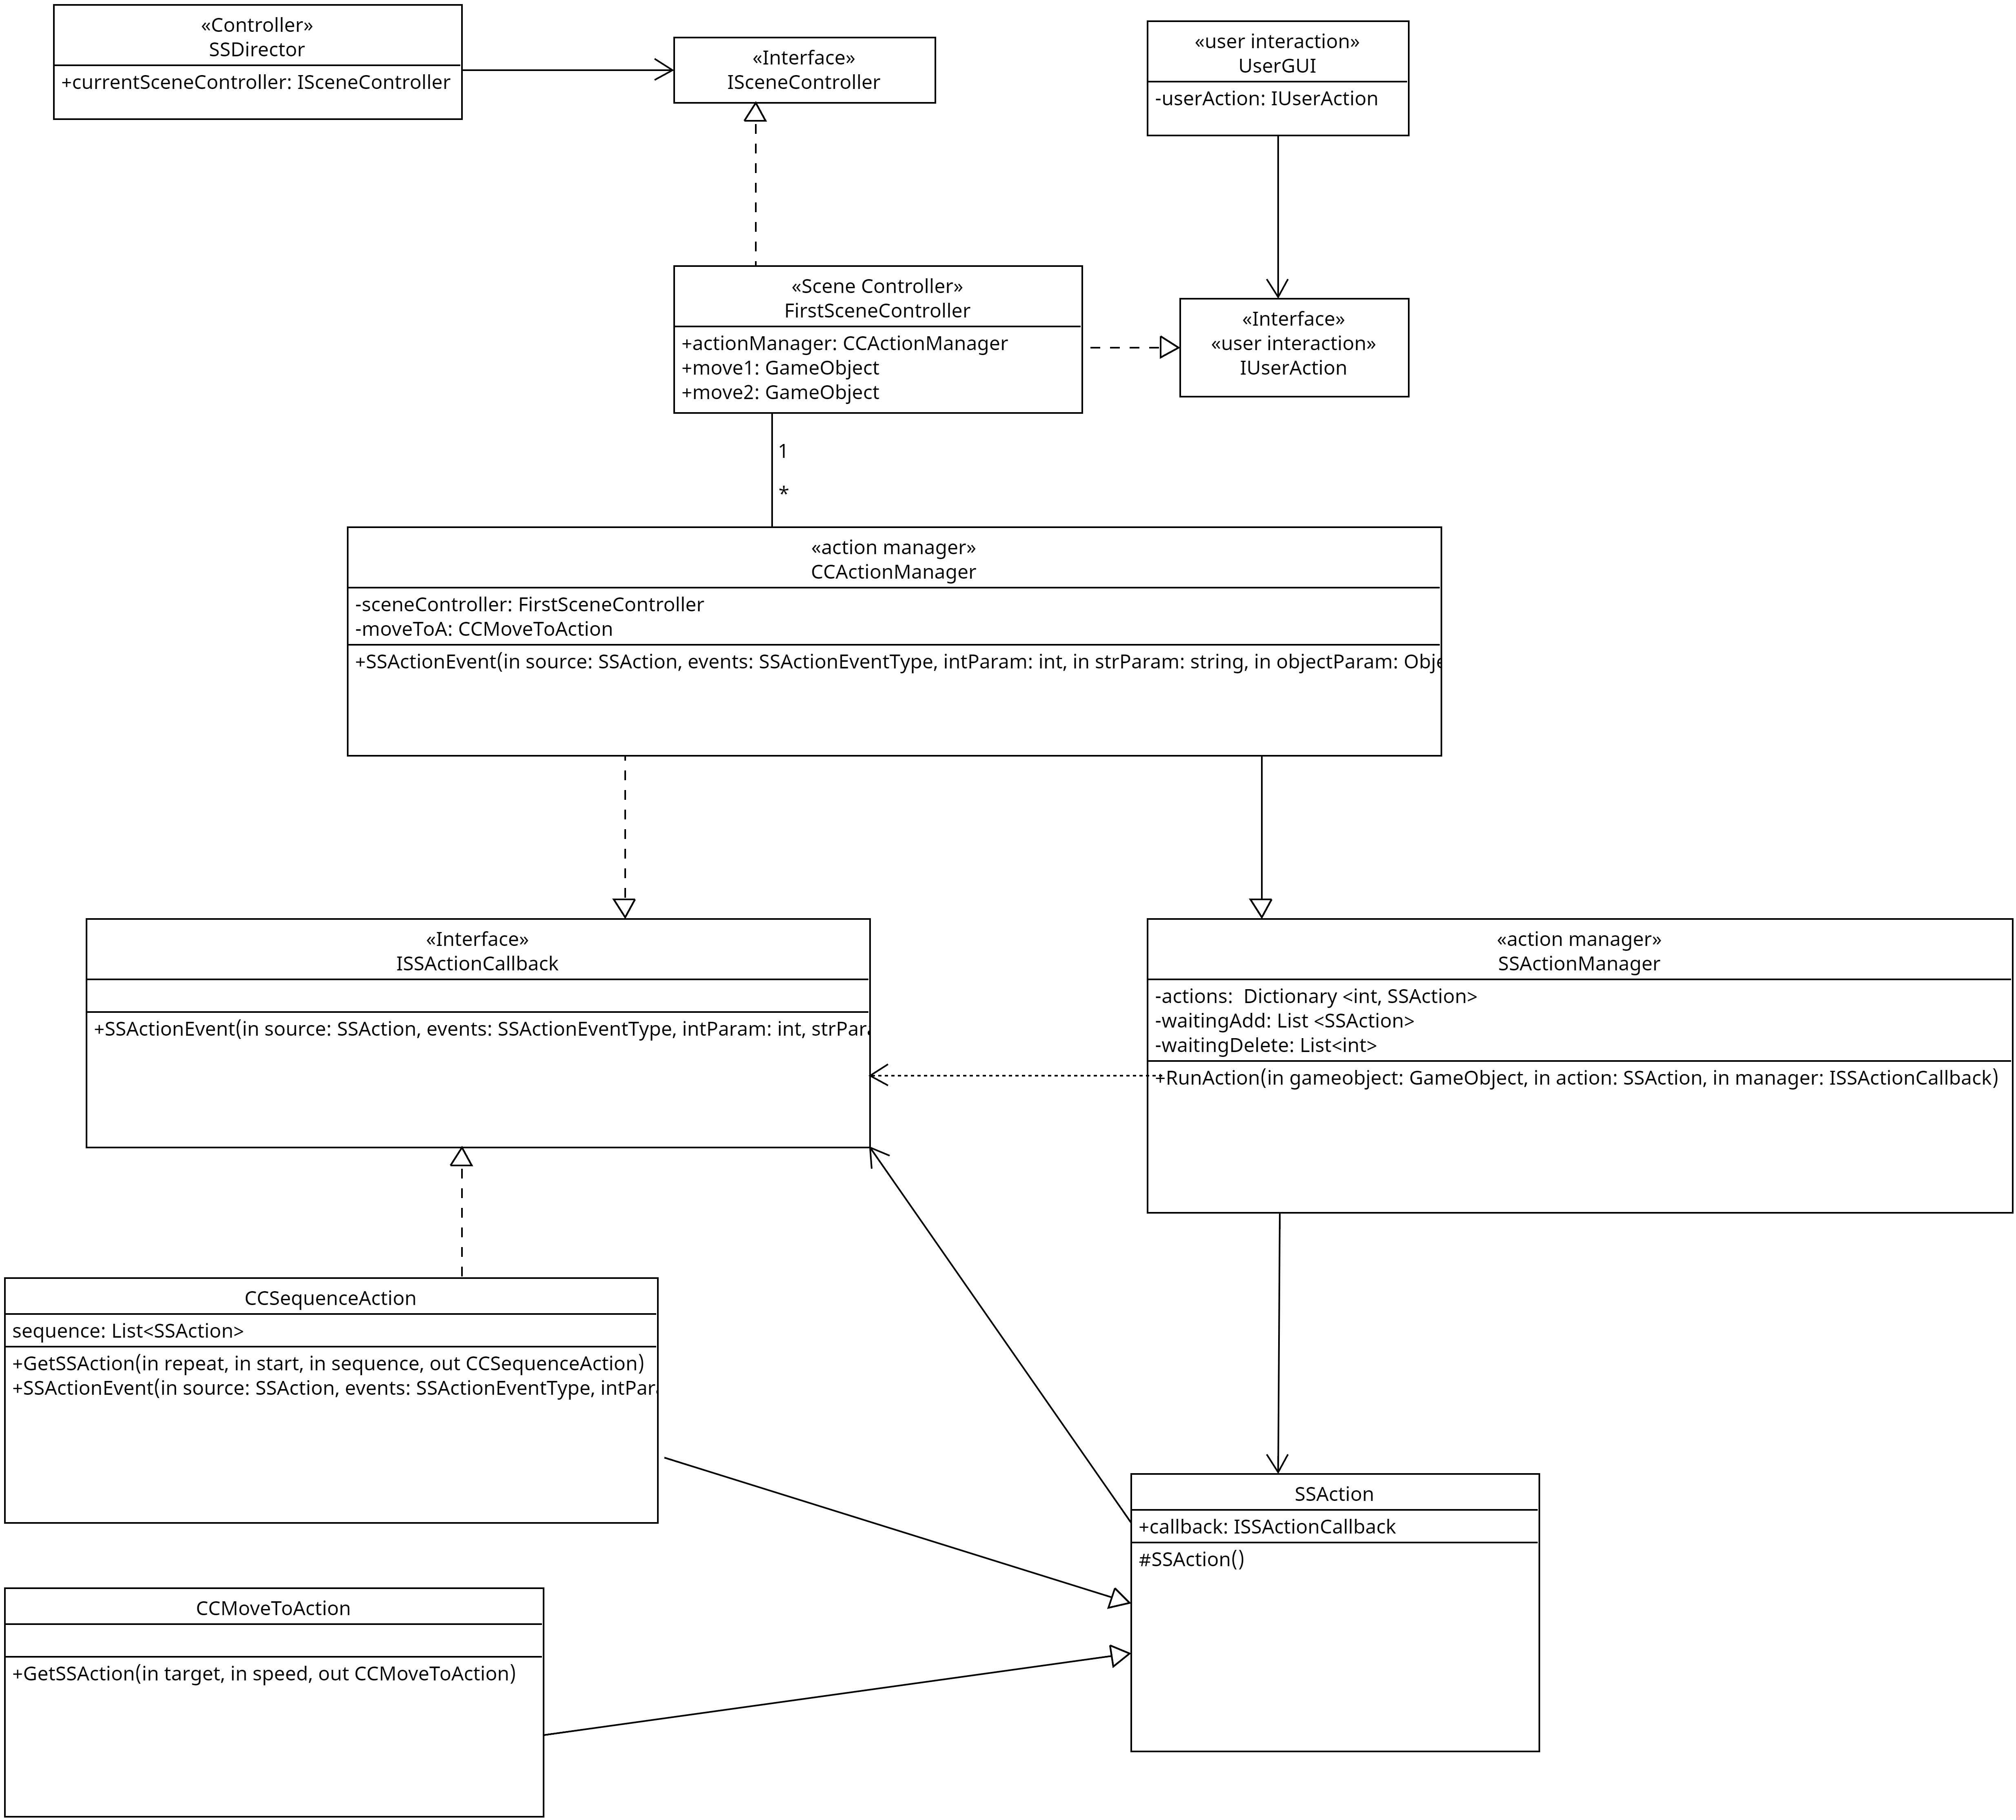 «Controller»
SSDirector
+currentSceneController: ISceneController
«Interface»
ISceneController
«user interaction»
UserGUI
-userAction: IUserAction
«Scene Controller»
FirstSceneController
+actionManager: CCActionManager
+move1: GameObject
+move2: GameObject
«Interface»
«user interaction»
IUserAction
1
*
«action manager»
CCActionManager
-sceneController: FirstSceneController
-moveToA: CCMoveToAction
+SSActionEvent(in source: SSAction, events: SSActionEventType, intParam: int, in strParam: string, in objectParam: Obje
«Interface»
ISSActionCallback
+SSActionEvent(in source: SSAction, events: SSActionEventType, intParam: int, strPara
«action manager»
SSActionManager
-actions:  Dictionary <int, SSAction>
-waitingAdd: List <SSAction>
-waitingDelete: List<int>
+RunAction(in gameobject: GameObject, in action: SSAction, in manager: ISSActionCallback)
CCSequenceAction
sequence: List<SSAction>
+GetSSAction(in repeat, in start, in sequence, out CCSequenceAction)
+SSActionEvent(in source: SSAction, events: SSActionEventType, intPara
SSAction
+callback: ISSActionCallback
#SSAction()
CCMoveToAction
+GetSSAction(in target, in speed, out CCMoveToAction)